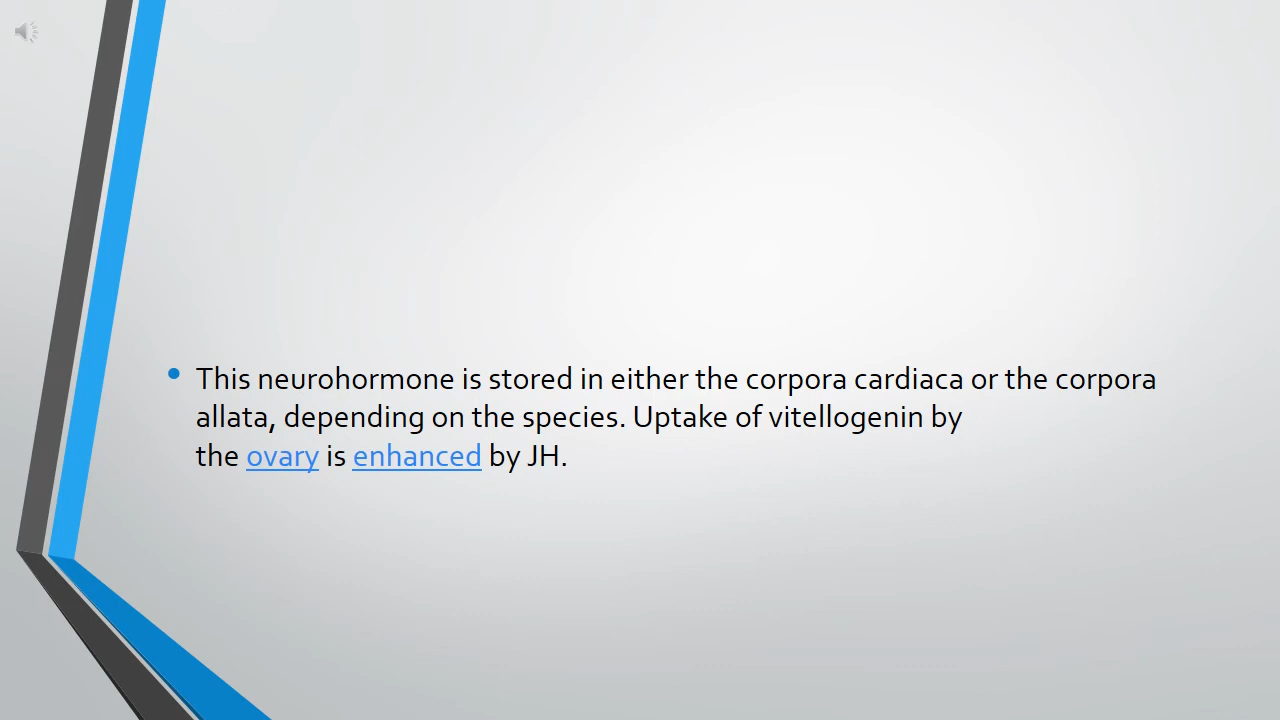 • This neurohormone is stored in either the corpora cardiaca or the corpora
allata, depending on the species. Uptake of vitellogenin by
the ovary is enhanced by JH.